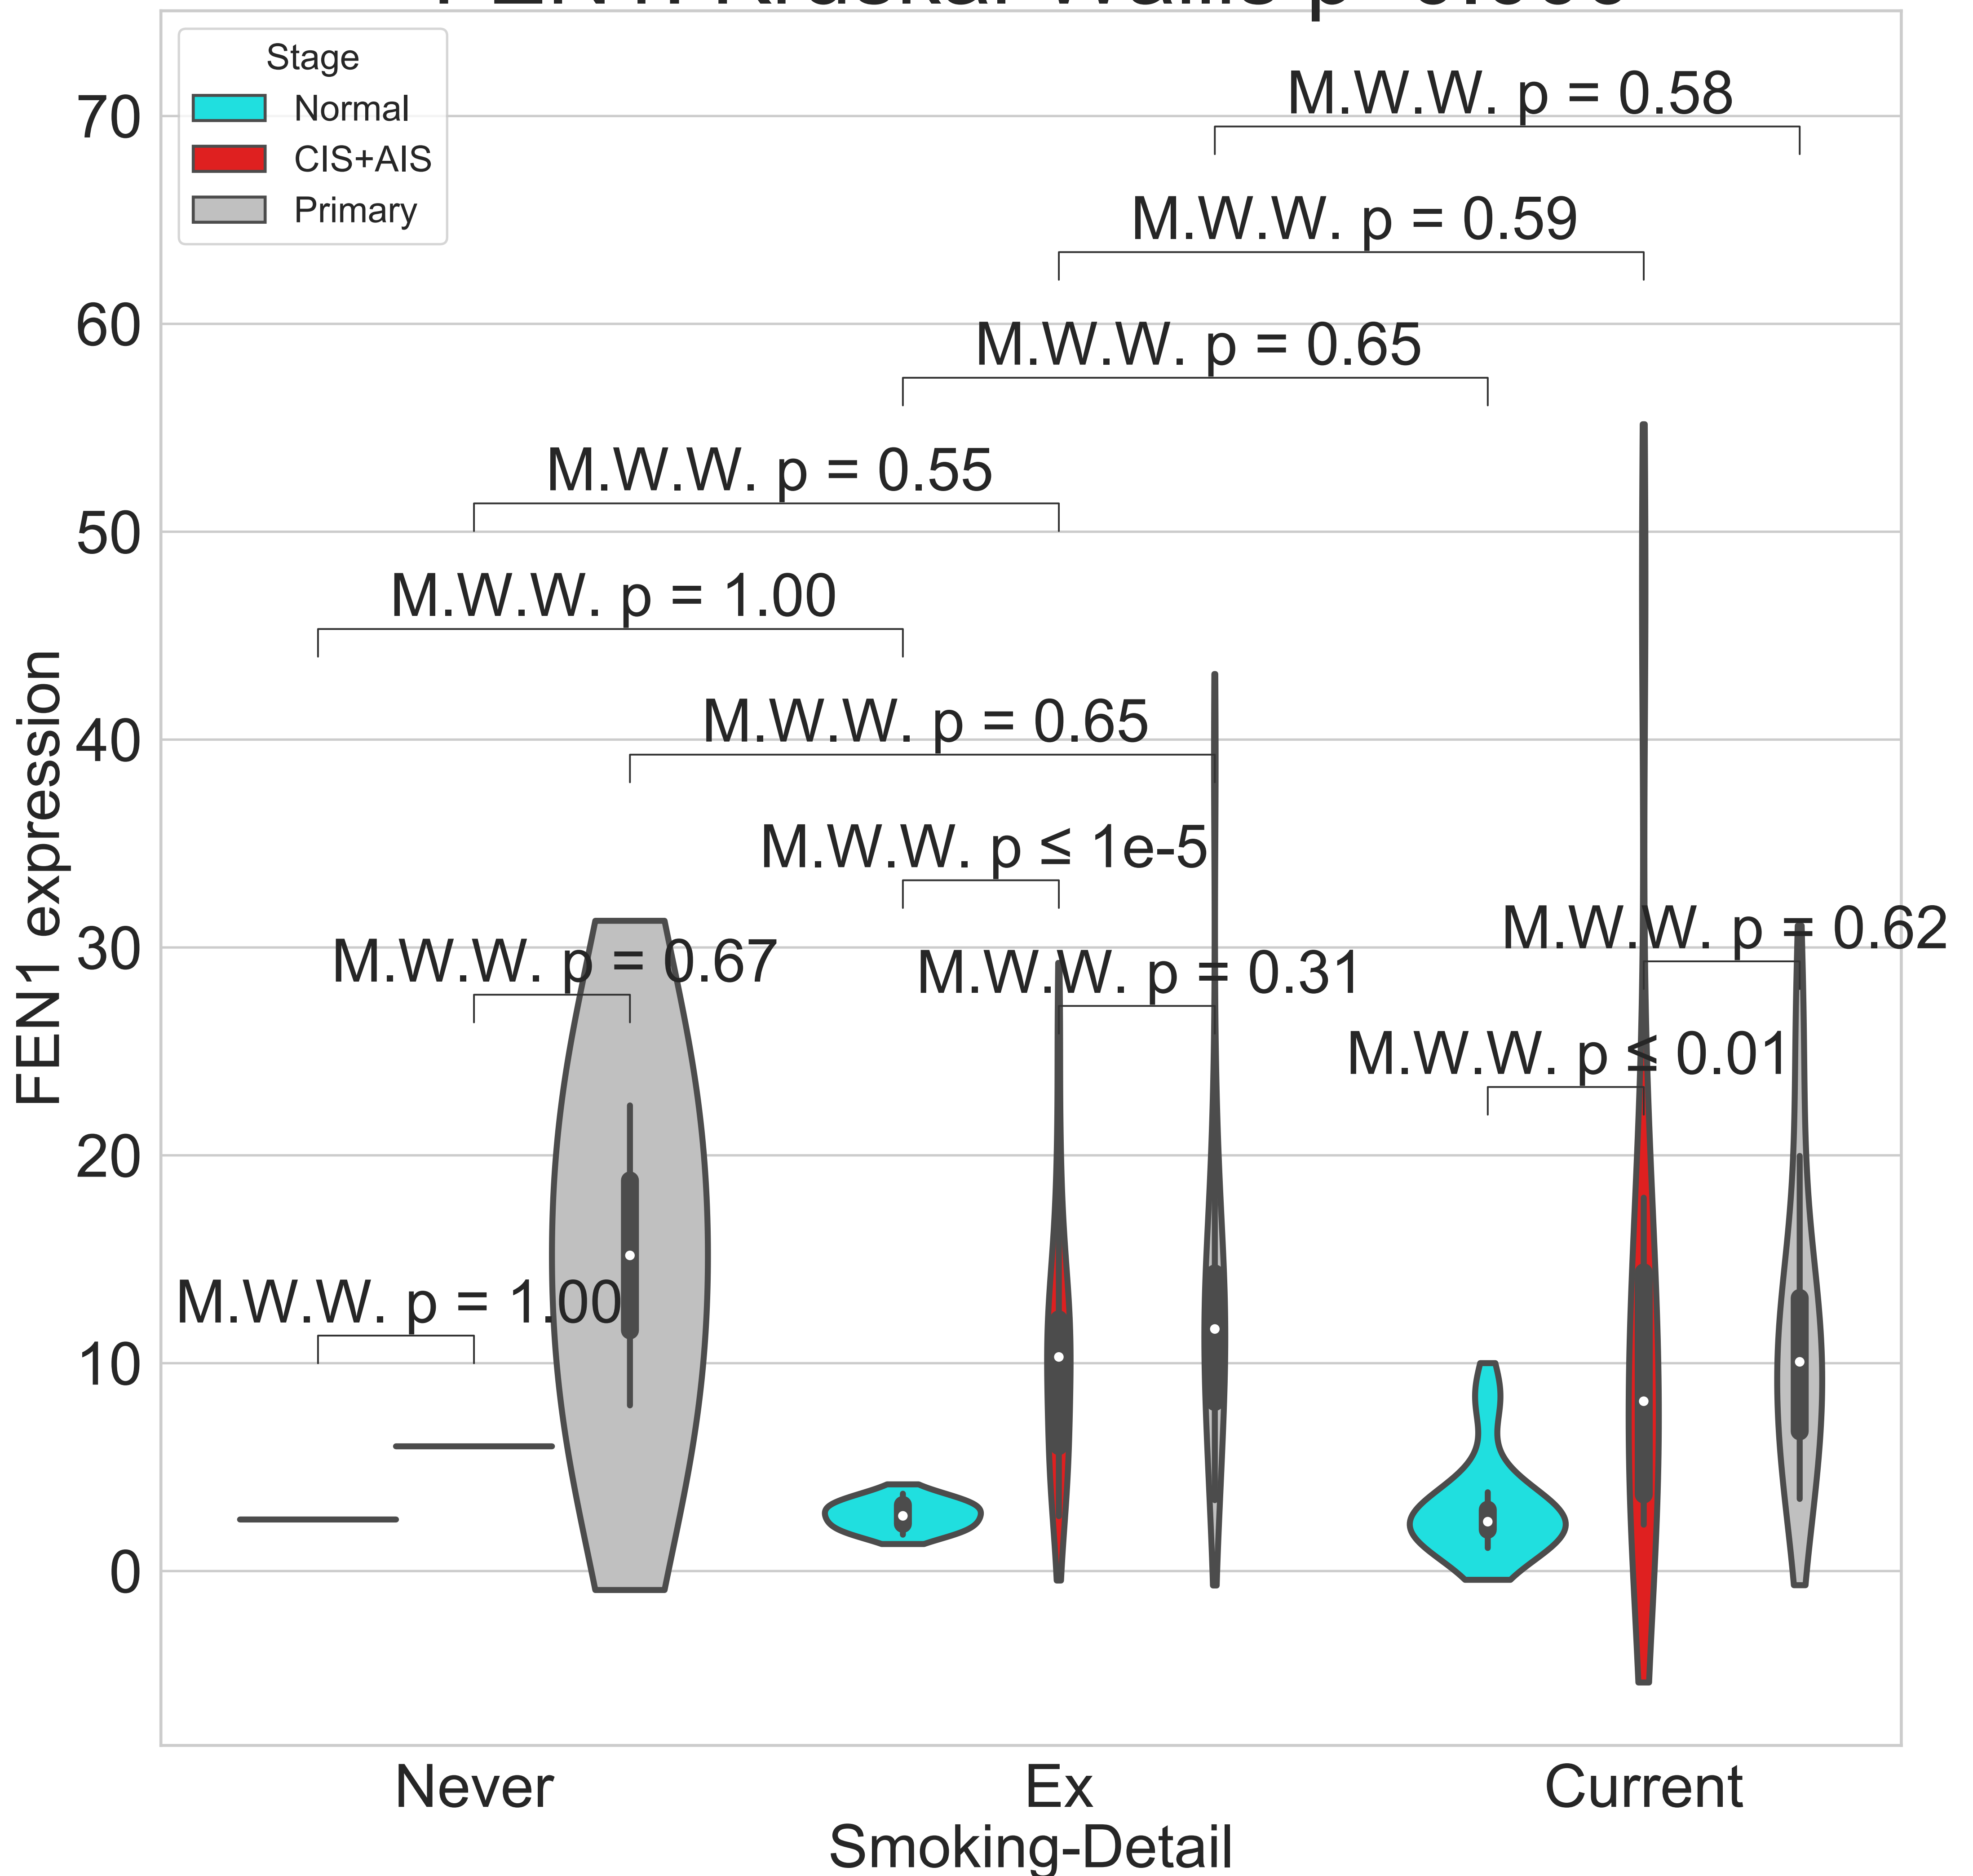 Stage
Normal
CIS+AIS
Primary
70
60
50
40
30
20
10
0
FEN1 expression
M.W.W. p = 0.58
M.W.W. p = 0.59
M.W.W. p = 0.65
M.W.W. p = 0.55
M.W.W. p = 1.00
M.W.W. p = 0.65
M.W.W. p ≤ 1e-5
M.W.W. p = 0.62
M.W.W. p = 0.67
M.W.W. p = 0.31
M.W.W. p ≤ 0.01
M.W.W. p = 1.00
Never
Ex
Current
Smoking-Detail